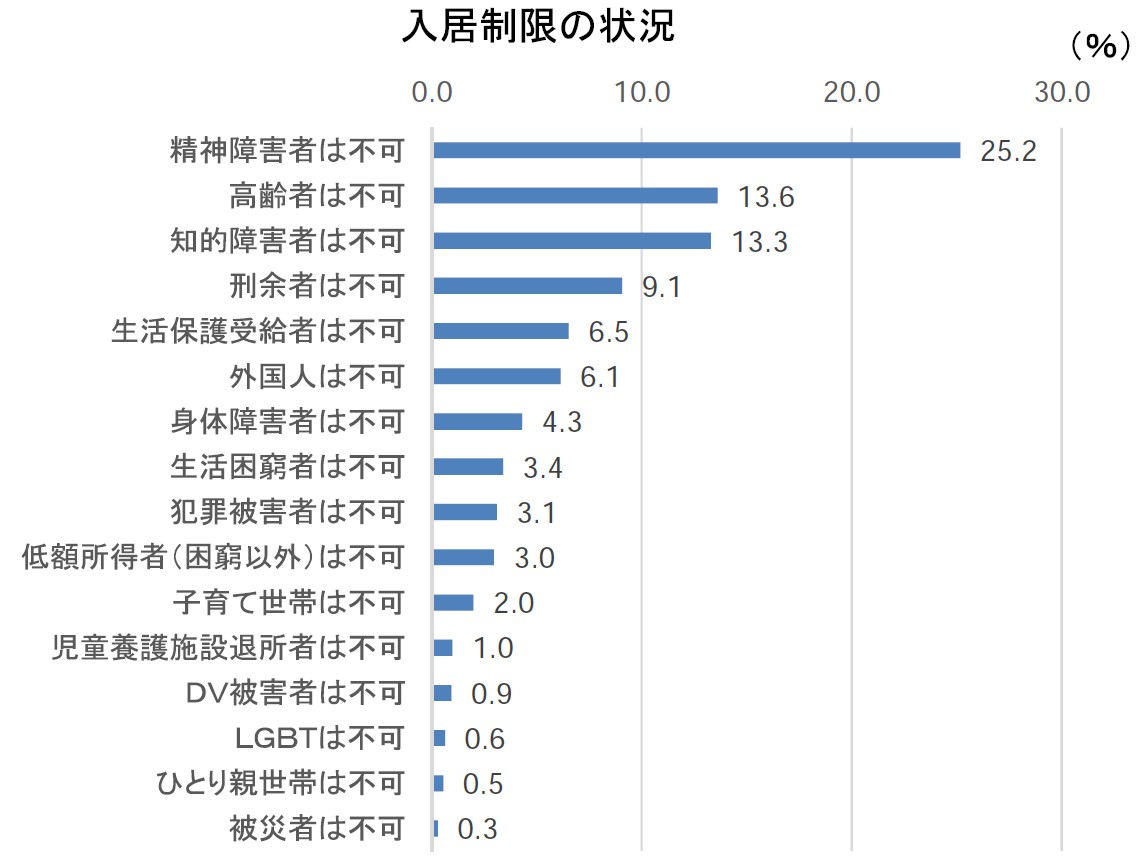 入居制限の状況
（%）
0.0 10.0 20.0 30.0
精神障害者は不可 25.2
高齢者は不可 13.6
知的障害者は不可 13.3
刑余者は不可 9.1
生活保護受給者は不可 6.5
外国人は不可 6.1
身体障害者は不可 4.3
生活困窮者は不可 3.4
犯罪被害者は不可 3.1
低額所得者（困窮以外）は不可 3.0
子育て世帯は不可 2.0
児童養護施設退所者は不可 1.0
DV被害者は不可 0.9
LGBTは不可 0.6
ひとり親世帯は不可 0.5
被災者は不可 0.3